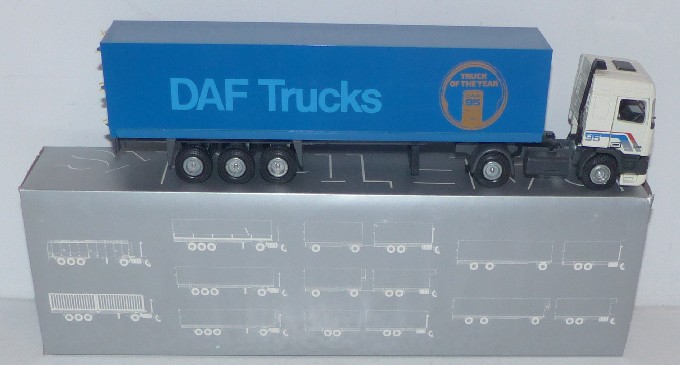 DAF Trucks
TRUCK
OF THE YEAR
95
95